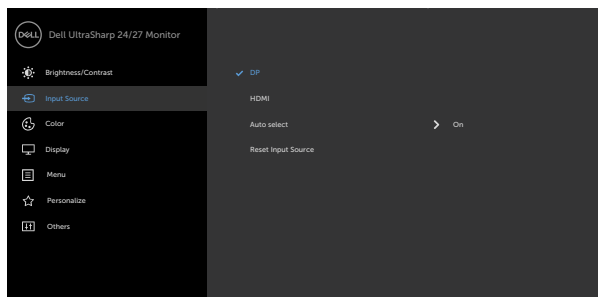 DELL Dell UltraSharp 24/27 Monitor
Brightness/Contrast
DP
Input Source
HDMI
Color
Auto select On
Display
Reset Input Source
Menu
Personalize
Others